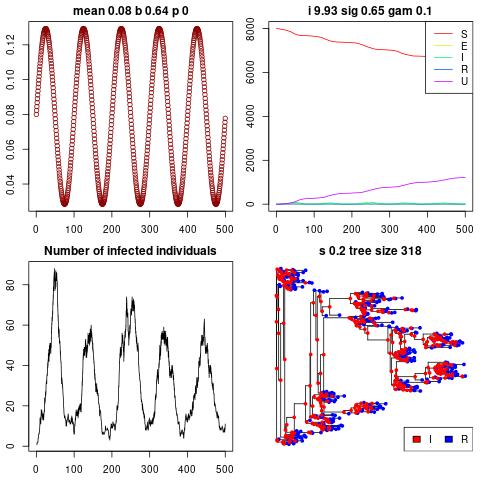 mean 0.08 b 0.64 p 0
0.12
0.10
0.08
0.06
0.04
0 100 200 300 400 500
i 9.93 sig 0.65 gam 0.1
8000
6000
4000
2000
0
0 100 200 300 400 500
S
E
I
R
U
Number of infected individuals
80
60
40
20
0
0 100 200 300 400 500
s 0.2 tree size 318
I R